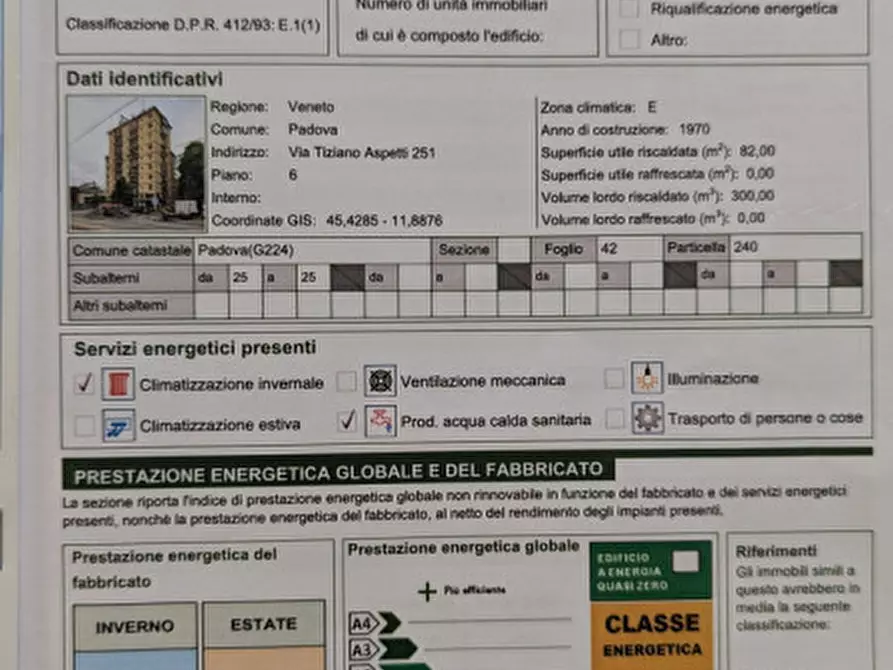 Classificazione D.P.R. 412/93: E.1(1)
Numero di unità immobiliari
di cui è composto l'edificio:
Riqualificazione energetica
Altro:
Dati identificativi
Regione: Veneto
Comune: Padova
Indirizzo: Via Tiziano Aspetti 251
Piano: 6
Interno:
Coordinate GIS: 45,4285 - 11,8876
Zona climatica: E
Anno di costruzione: 1970
Superficie utile riscaldata (m²): 82,00
Superficie utile raffrescata (m²): 0,00
Volume lordo riscaldato (m³): 300,00
Volume lordo raffrescato (m³): 0,00
Comune catastale Padova(G224) Sezione Foglio 42 Particella 240
Subalterni da 25 a 25 da a da a da a
Altri subalterni
Servizi energetici presenti
Climatizzazione invernale Ventilazione meccanica Illuminazione
Climatizzazione estiva Prod. acqua calda sanitaria Trasporto di persone o cose
PRESTAZIONE ENERGETICA GLOBALE E DEL FABBRICATO
La sezione riporta l'indice di prestazione energetica globale non rinnovabile in funzione del fabbricato e dei servizi energetici
presenti, nonché la prestazione energetica del fabbricato, al netto del rendimento degli impianti presenti.
Prestazione energetica del
fabbricato
INVERNO ESTATE
Prestazione energetica globale
Più efficiente
A4
A3
EDIFICIO
A ENERGIA
QUASI ZERO
CLASSE
ENERGETICA
Riferimenti
Gli immobili simili a
questo avrebbero in
media la seguente
classificazione: